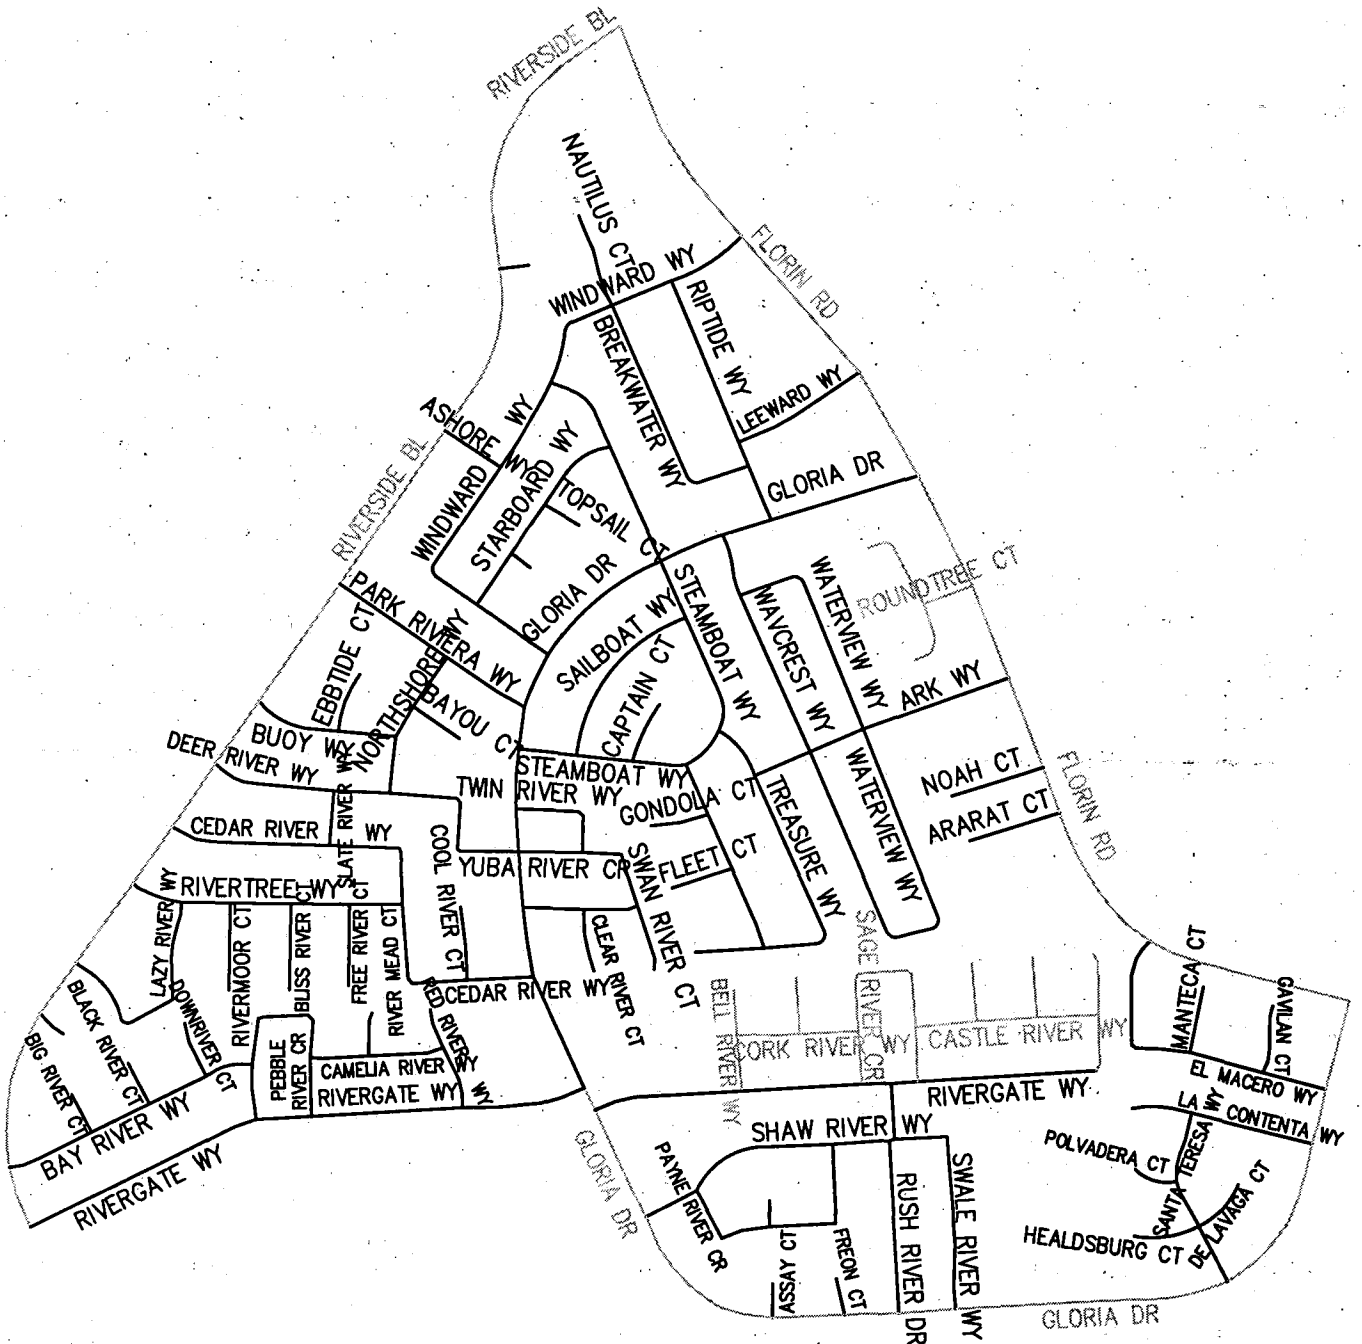 RIVERSIDE BL
NAUTILUS CT
FLORIN RD
WINDWARD WY
RIPTIDE WY
BREAKWATER WY
LEEWARD WY
ASHORE WY
RIVERSIDE BL
WINDWARD WY
STARBOARD WY
TOPSAIL CT
GLORIA DR
GLORIA DR
PARK RIVIERA WY
EBBTIDE CT
NORTHSHORE WY
BAYOU CT
SAILBOAT WY
CAPTAIN CT
STEAMBOAT WY
WAVCREST WY
WATERVIEW WY
ROUNDTREE CT
ARK WY
BUOY WY
DEER RIVER WY
STEAMBOAT WY
TWIN RIVER WY
GONDOLA CT
TREASURE WY
WATERVIEW WY
NOAH CT
ARARAT CT
FLORIN RD
CEDAR RIVER WY
SLATE RIVER WY
COOL RIVER CT
YUBA RIVER CR
SWAN RIVER CT
FLEET CT
RIVERTREE WY
LAZY RIVER WY
RIVERMOOR CT
BLISS RIVER CT
FREE RIVER CT
RIVER MEAD CT
RED RIVER WY
CEDAR RIVER WY
CLEAR RIVER CT
BLACK RIVER CT
DOWNRIVER CT
BIG RIVER CT
PEBBLE RIVER CR
CAMELIA RIVER WY
RIVERGATE WY WY
BAY RIVER WY
RIVERGATE WY
BELL RIVER WY
SAGE RIVER CR
CORK RIVER WY
CASTLE RIVER WY
MANTECA CT
GAVILAN CT
EL MACERO WY
RIVERGATE WY
LA CONTENTA WY
SHAW RIVER WY
POLVADERA CT
SANTA TERESA WY
GLORIA DR
PAYNE RIVER CR
RUSH RIVER DR
SWALE RIVER WY
HEALDSBURG CT
DE LAVAGA CT
ASSAY CT
FREON CT
GLORIA DR